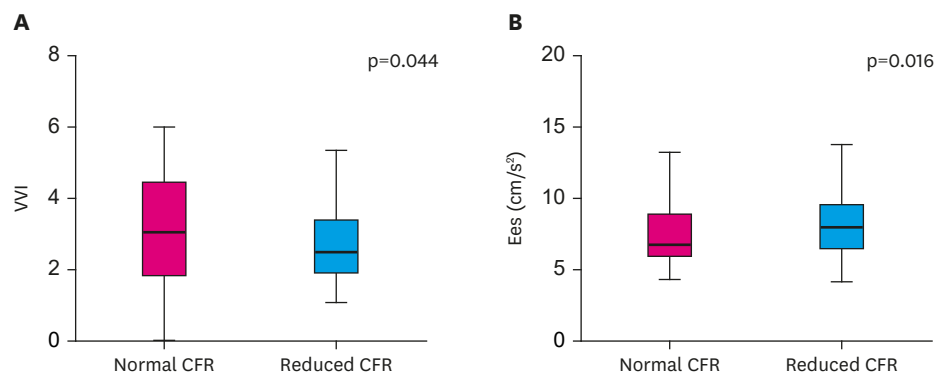 A
8
p=0.044
6
VVI
4
2
0
Normal CFR
Reduced CFR
B
20
p=0.016
15
Ees (cm/s²)
10
5
0
Normal CFR
Reduced CFR